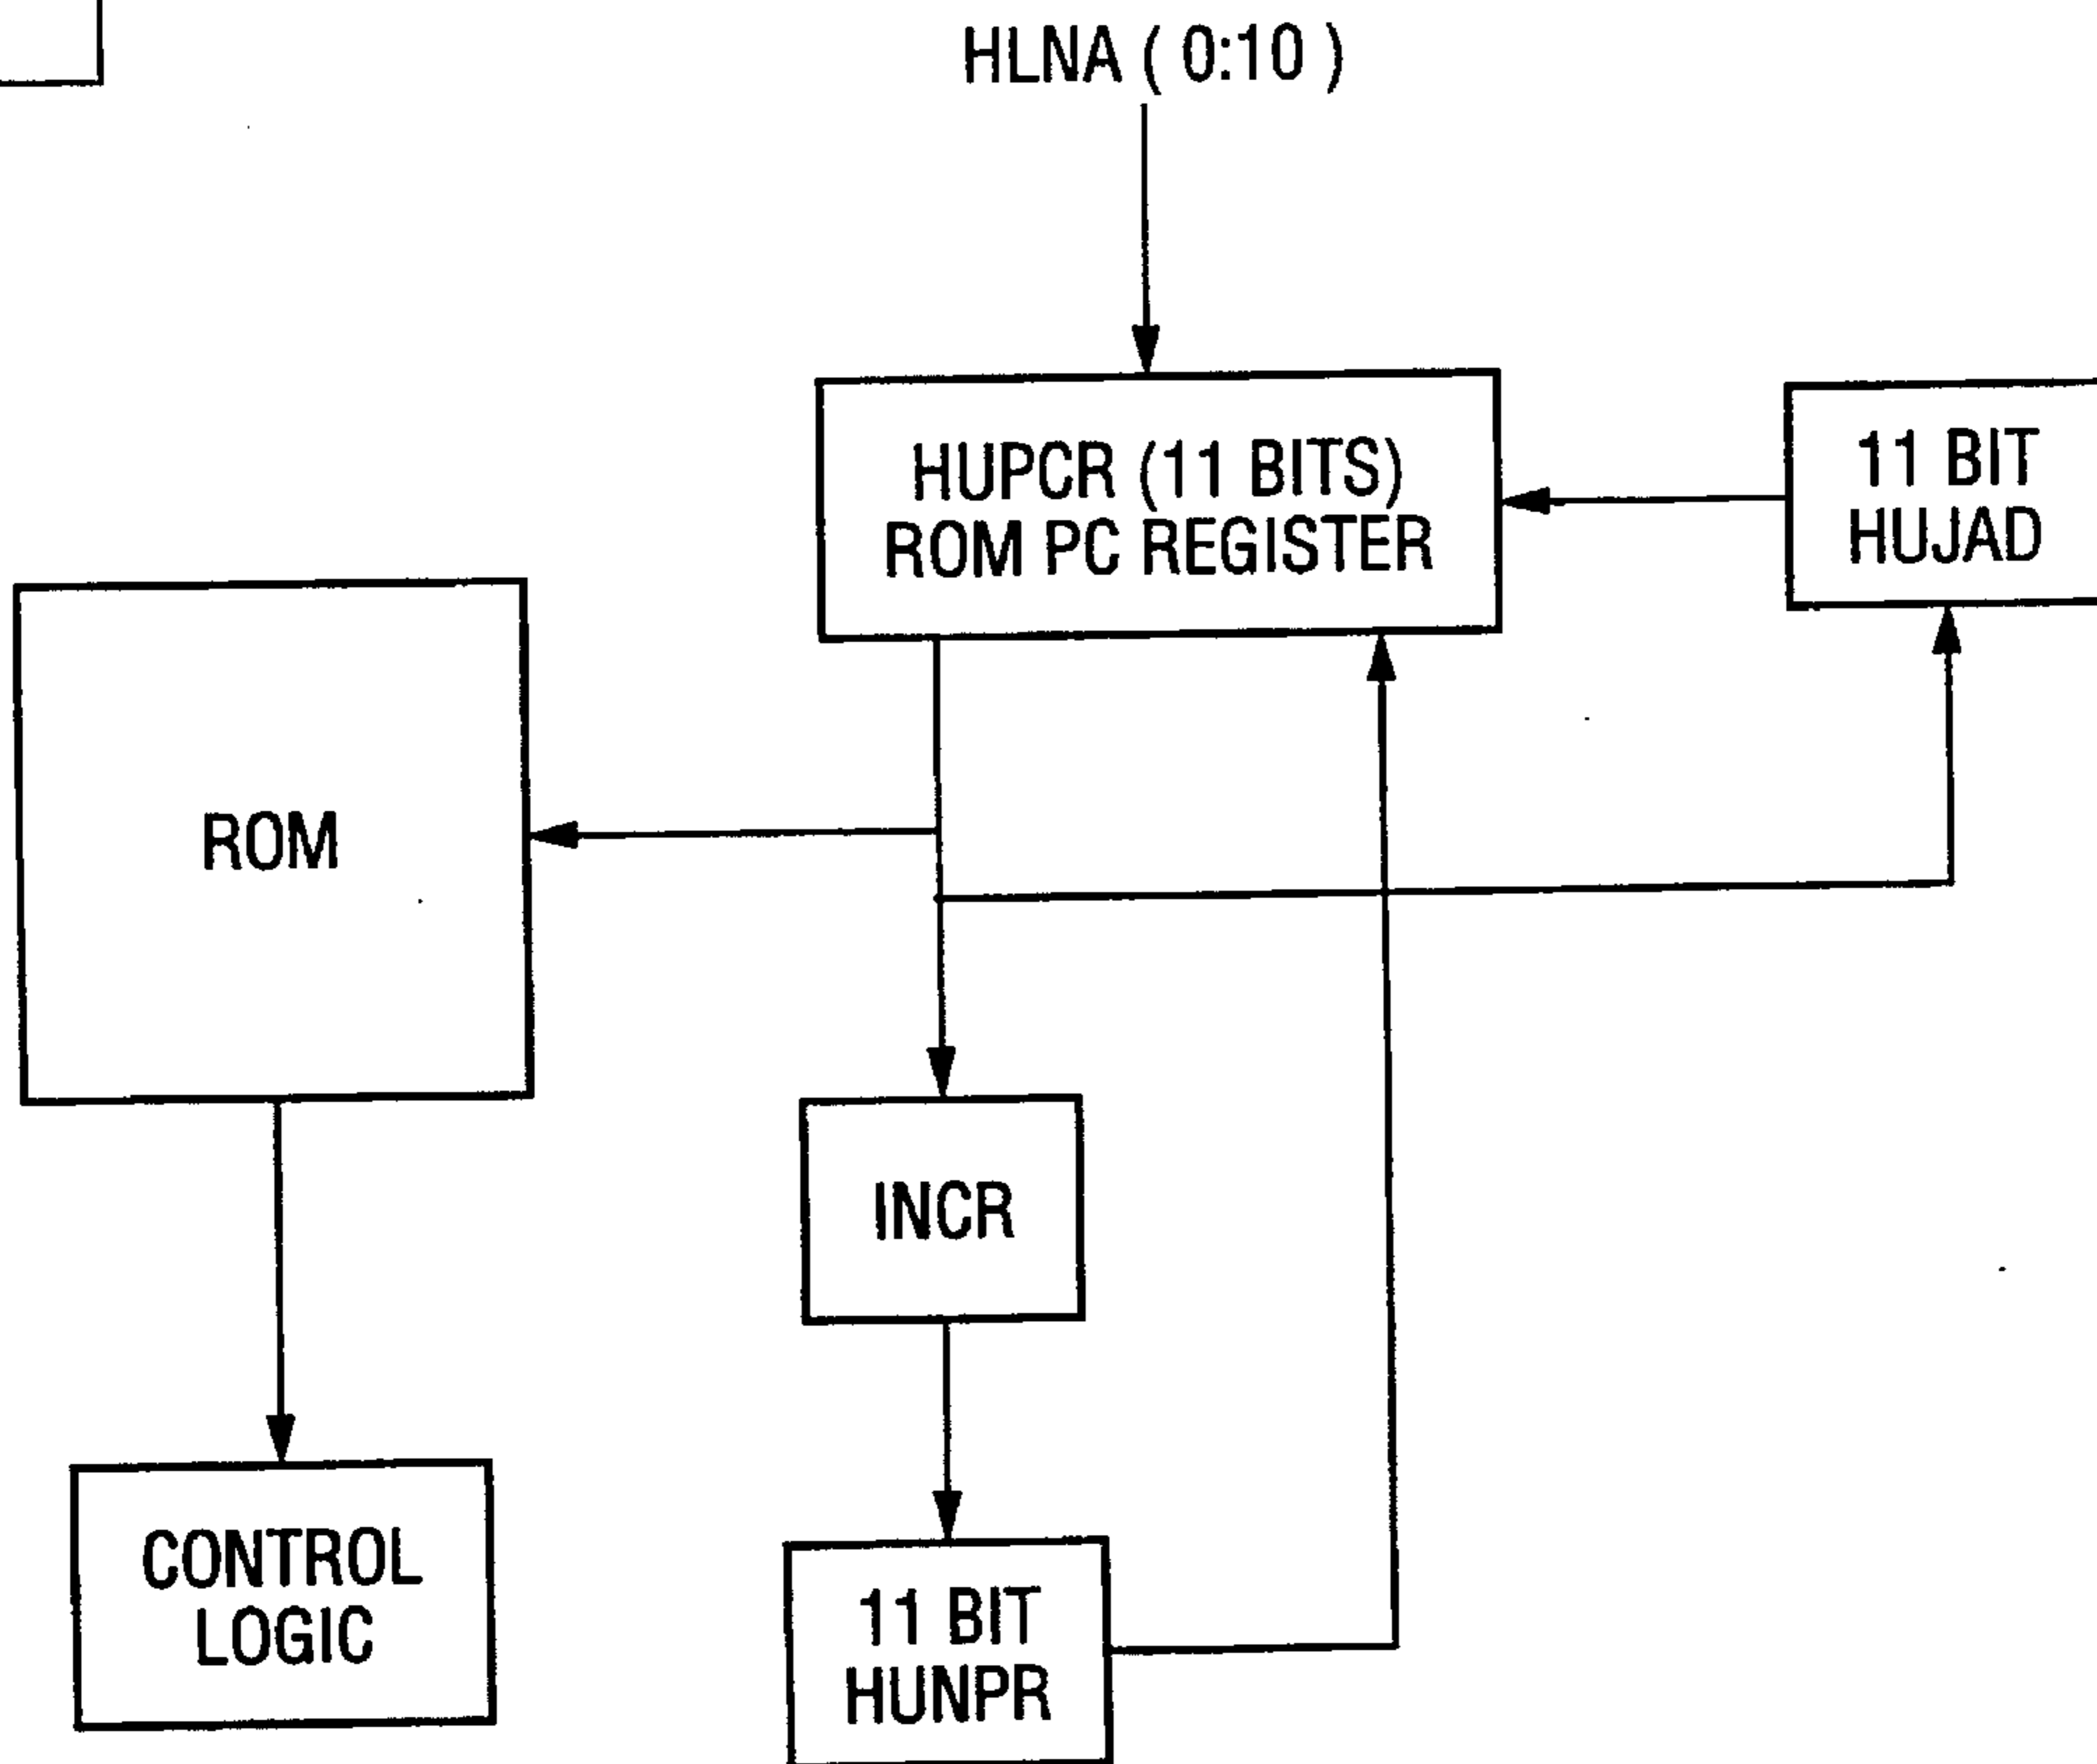 HLNA ( 0:10 )
HUPCR (11 BITS)
ROM PC REGISTER
11 BIT
HUJAD
ROM
INCR
CONTROL
LOGIC
11 BIT
HUNPR